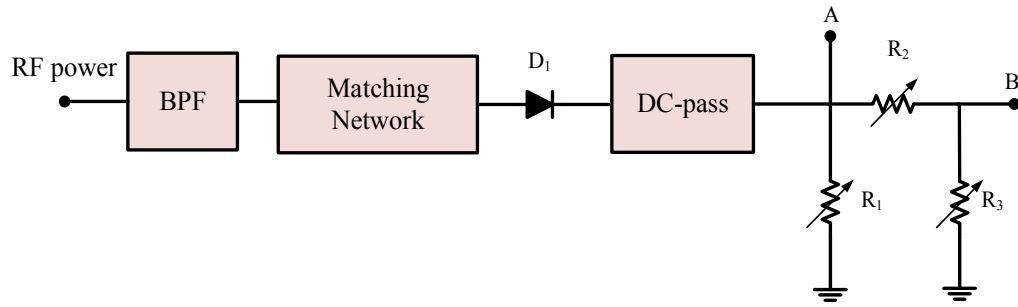 RF power
BPF
Matching
Network
D1
DC-pass
A
R2
B
R1
R3